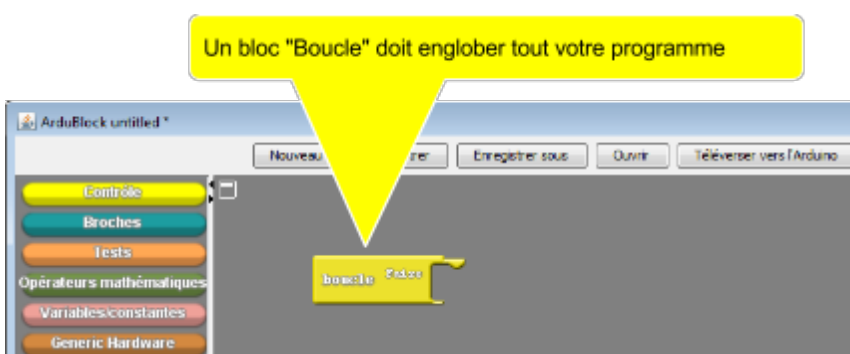 Un bloc "Boucle" doit englober tout votre programme
ArduBlock untitled *
Nouveau Enregistrer sous Ouvrir Téléverser vers l'Arduino
Contrôle
Broches
Tests
boucle Faire
Opérateurs mathématiques
Variables/constantes
Generic Hardware